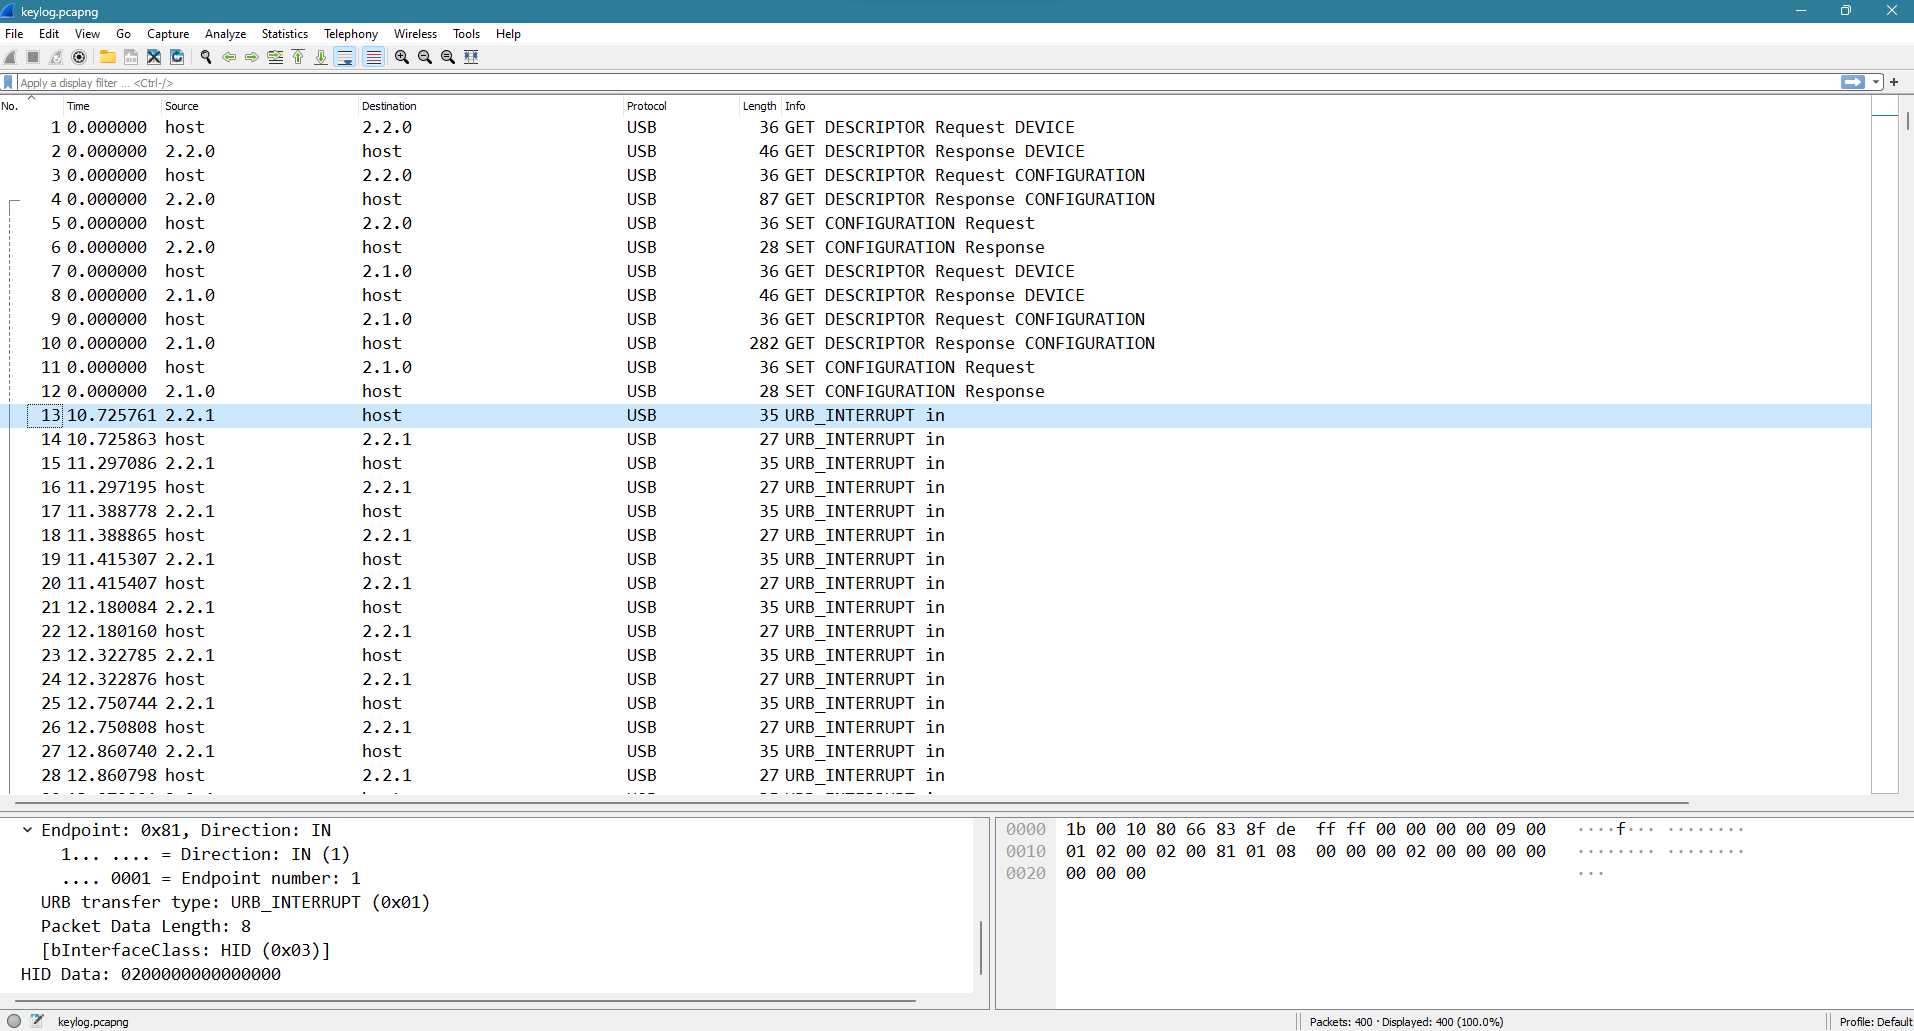 keylog.pcapng
File Edit View Go Capture Analyze Statistics Telephony Wireless Tools Help
Apply a display filter ... <Ctrl-/>
No. Time Source Destination Protocol Length Info
1 0.000000 host 2.2.0 USB 36 GET DESCRIPTOR Request DEVICE
2 0.000000 2.2.0 host USB 46 GET DESCRIPTOR Response DEVICE
3 0.000000 host 2.2.0 USB 36 GET DESCRIPTOR Request CONFIGURATION
4 0.000000 2.2.0 host USB 87 GET DESCRIPTOR Response CONFIGURATION
5 0.000000 host 2.2.0 USB 36 SET CONFIGURATION Request
6 0.000000 2.2.0 host USB 28 SET CONFIGURATION Response
7 0.000000 host 2.1.0 USB 36 GET DESCRIPTOR Request DEVICE
8 0.000000 2.1.0 host USB 46 GET DESCRIPTOR Response DEVICE
9 0.000000 host 2.1.0 USB 36 GET DESCRIPTOR Request CONFIGURATION
10 0.000000 2.1.0 host USB 282 GET DESCRIPTOR Response CONFIGURATION
11 0.000000 host 2.1.0 USB 36 SET CONFIGURATION Request
12 0.000000 2.1.0 host USB 28 SET CONFIGURATION Response
13 10.725761 2.2.1 host USB 35 URB_INTERRUPT in
14 10.725863 host 2.2.1 USB 27 URB_INTERRUPT in
15 11.297086 2.2.1 host USB 35 URB_INTERRUPT in
16 11.297195 host 2.2.1 USB 27 URB_INTERRUPT in
17 11.388778 2.2.1 host USB 35 URB_INTERRUPT in
18 11.388865 host 2.2.1 USB 27 URB_INTERRUPT in
19 11.415307 2.2.1 host USB 35 URB_INTERRUPT in
20 11.415407 host 2.2.1 USB 27 URB_INTERRUPT in
21 12.180084 2.2.1 host USB 35 URB_INTERRUPT in
22 12.180160 host 2.2.1 USB 27 URB_INTERRUPT in
23 12.322785 2.2.1 host USB 35 URB_INTERRUPT in
24 12.322876 host 2.2.1 USB 27 URB_INTERRUPT in
25 12.750744 2.2.1 host USB 35 URB_INTERRUPT in
26 12.750808 host 2.2.1 USB 27 URB_INTERRUPT in
27 12.860740 2.2.1 host USB 35 URB_INTERRUPT in
28 12.860798 host 2.2.1 USB 27 URB_INTERRUPT in
Endpoint: 0x81, Direction: IN
1... .... = Direction: IN (1)
.... 0001 = Endpoint number: 1
URB transfer type: URB_INTERRUPT (0x01)
Packet Data Length: 8
[bInterfaceClass: HID (0x03)]
HID Data: 0200000000000000
0000 1b 00 10 80 66 83 8f de ff ff 00 00 00 00 09 00 ····f··· ········
0010 01 02 00 02 00 81 01 08 00 00 00 02 00 00 00 00 ········ ········
0020 00 00 00 ···
keylog.pcapng
Packets: 400 · Displayed: 400 (100.0%)
Profile: Default